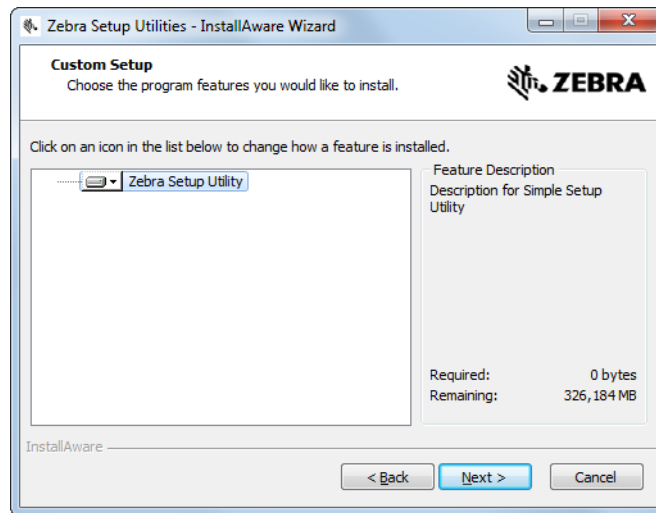 Zebra Setup Utilities - InstallAware Wizard
Custom Setup
Choose the program features you would like to install.
ZEBRA
Click on an icon in the list below to change how a feature is installed.
Zebra Setup Utility
Feature Description
Description for Simple Setup
Utility
Required: 0 bytes
Remaining: 326,184 MB
InstallAware
< Back
Next >
Cancel